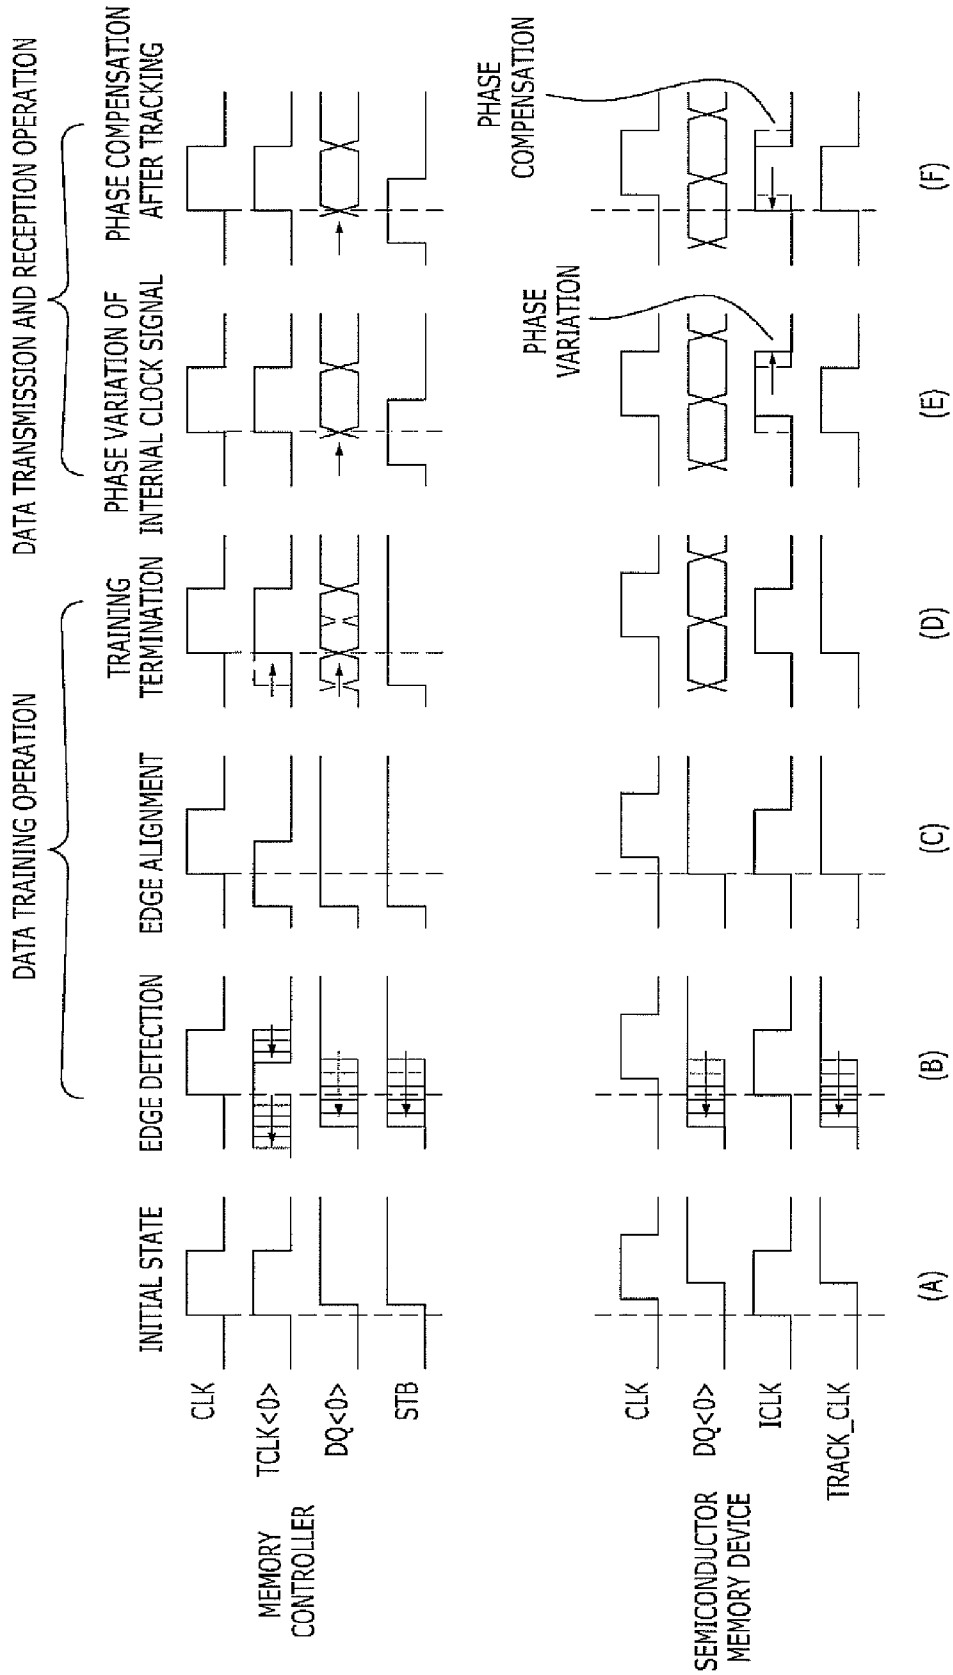 DATA TRAINING OPERATION
DATA TRANSMISSION AND RECEPTION OPERATION
INITIAL STATE
EDGE DETECTION
EDGE ALIGNMENT
TRAINING
TERMINATION
PHASE VARIATION OF
INTERNAL CLOCK SIGNAL
PHASE COMPENSATION
AFTER TRACKING
MEMORY
CONTROLLER
CLK
TCLK<0>
DQ<0>
STB
SEMICONDUCTOR
MEMORY DEVICE
CLK
DQ<0>
ICLK
TRACK_CLK
PHASE
VARIATION
PHASE
COMPENSATION
(A)
(B)
(C)
(D)
(E)
(F)